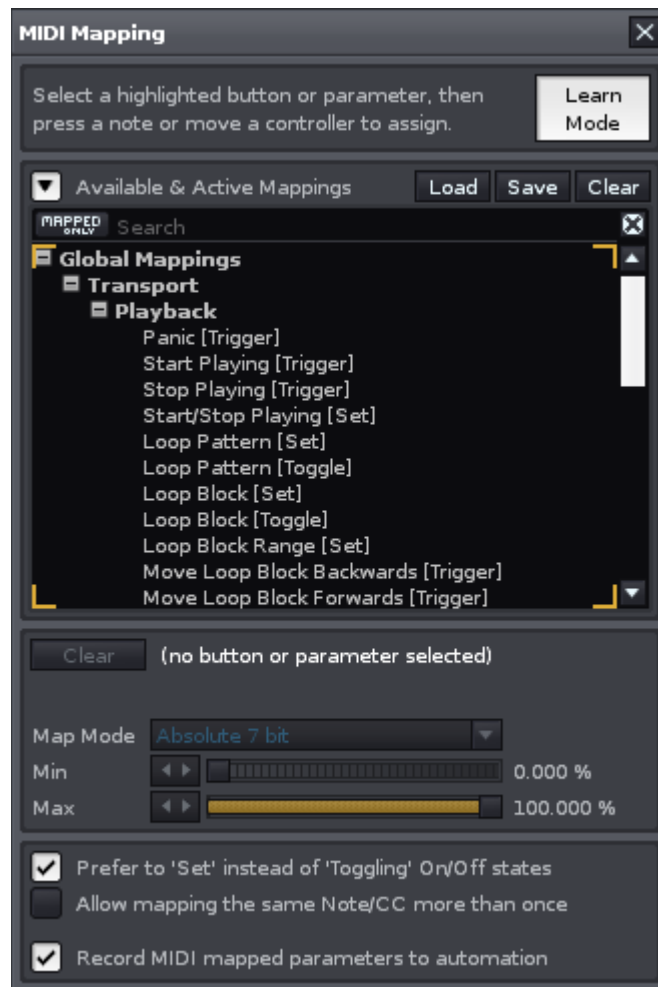 MIDI Mapping
Select a highlighted button or parameter, then
press a note or move a controller to assign.
Learn
Mode
Available & Active Mappings
Load
Save
Clear
MAPPED
ONLY
Search
Global Mappings
Transport
Playback
Panic [Trigger]
Start Playing [Trigger]
Stop Playing [Trigger]
Start/Stop Playing [Set]
Loop Pattern [Set]
Loop Pattern [Toggle]
Loop Block [Set]
Loop Block [Toggle]
Loop Block Range [Set]
Move Loop Block Backwards [Trigger]
Move Loop Block Forwards [Trigger]
Clear
(no button or parameter selected)
Map Mode
Absolute 7 bit
Min
0.000 %
Max
100.000 %
Prefer to 'Set' instead of 'Toggling' On/Off states
Allow mapping the same Note/CC more than once
Record MIDI mapped parameters to automation